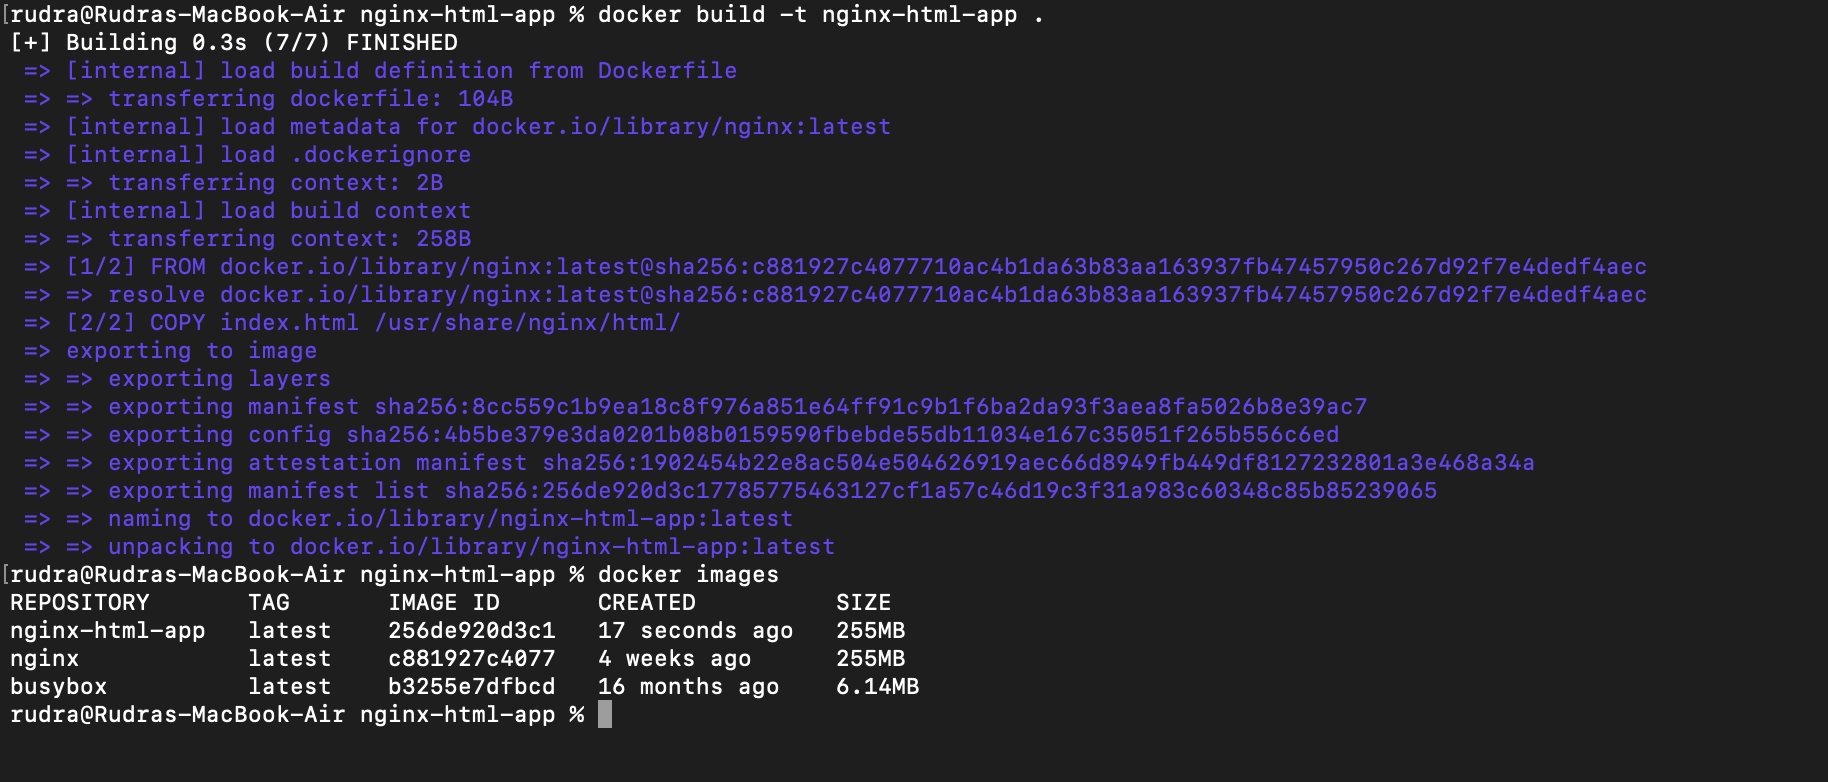 [rudra@Rudras-MacBook-Air nginx-html-app % docker build -t nginx-html-app .
[+] Building 0.3s (7/7) FINISHED
=> [internal] load build definition from Dockerfile
=> => transferring dockerfile: 104B
=> [internal] load metadata for docker.io/library/nginx:latest
=> [internal] load .dockerignore
=> => transferring context: 2B
=> [internal] load build context
=> => transferring context: 258B
=> [1/2] FROM docker.io/library/nginx:latest@sha256:c881927c4077710ac4b1da63b83aa163937fb47457950c267d92f7e4dedf4aec
=> => resolve docker.io/library/nginx:latest@sha256:c881927c4077710ac4b1da63b83aa163937fb47457950c267d92f7e4dedf4aec
=> [2/2] COPY index.html /usr/share/nginx/html/
=> exporting to image
=> => exporting layers
=> => exporting manifest sha256:8cc559c1b9ea18c8f976a851e64ff91c9b1f6ba2da93f3aea8fa5026b8e39ac7
=> => exporting config sha256:4b5be379e3da0201b08b0159590fbebde55db11034e167c35051f265b556c6ed
=> => exporting attestation manifest sha256:1902454b22e8ac504e504626919aec66d8949fb449df8127232801a3e468a34a
=> => exporting manifest list sha256:256de920d3c17785775463127cf1a57c46d19c3f31a983c60348c85b85239065
=> => naming to docker.io/library/nginx-html-app:latest
=> => unpacking to docker.io/library/nginx-html-app:latest
[rudra@Rudras-MacBook-Air nginx-html-app % docker images
REPOSITORY TAG IMAGE ID CREATED SIZE
nginx-html-app latest 256de920d3c1 17 seconds ago 255MB
nginx latest c881927c4077 4 weeks ago 255MB
busybox latest b3255e7dfbcd 16 months ago 6.14MB
rudra@Rudras-MacBook-Air nginx-html-app %